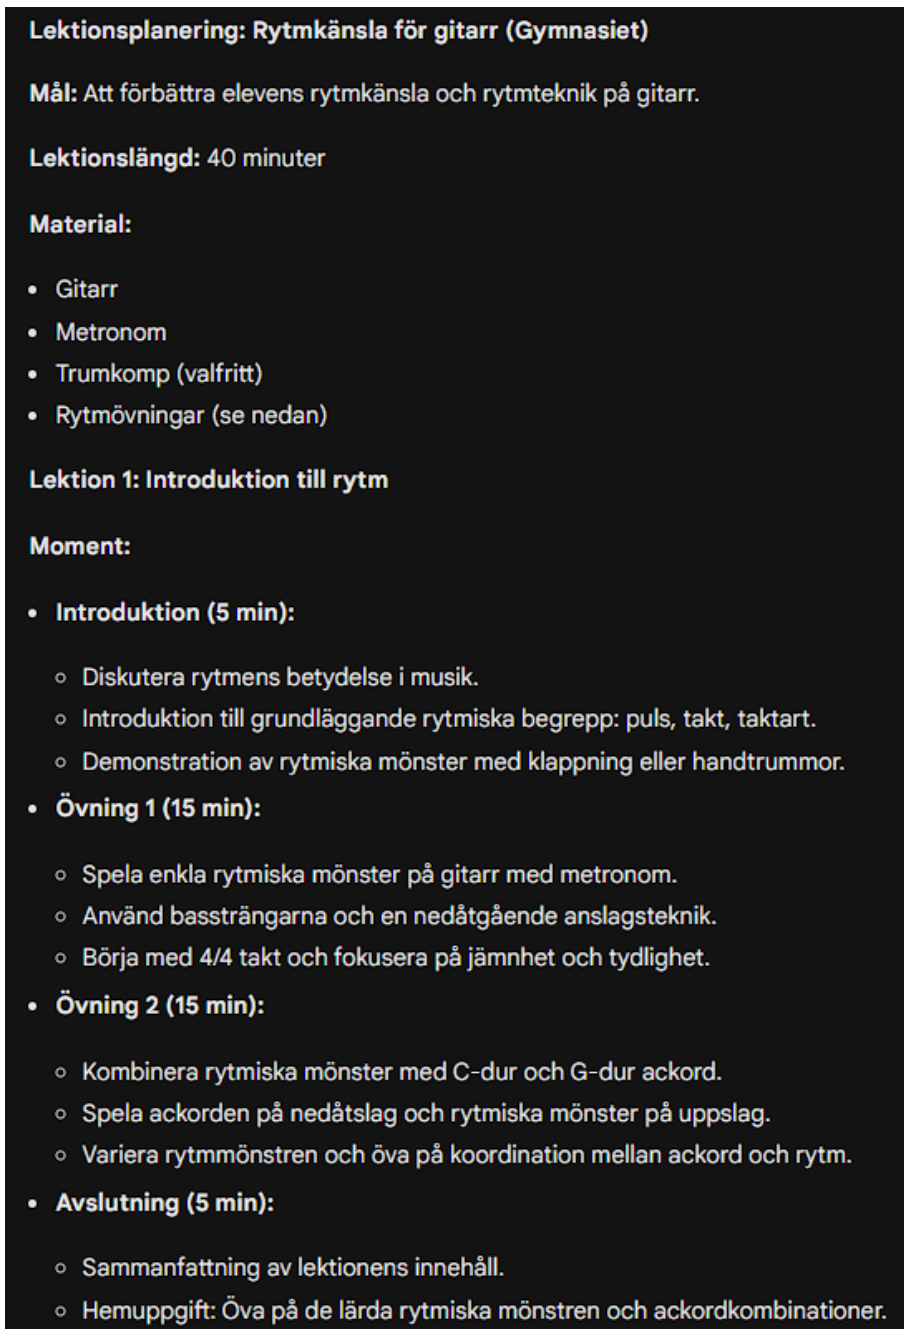 Lektionsplanering: Rytmkänsla för gitarr (Gymnasiet)
Mål: Att förbättra elevens rytmkänsla och rytmteknik på gitarr.
Lektionslängd: 40 minuter
Material:
• Gitarr
• Metronom
• Trumkomp (valfritt)
• Rytmövningar (se nedan)
Lektion 1: Introduktion till rytm
Moment:
• Introduktion (5 min):
◦ Diskutera rytmens betydelse i musik.
◦ Introduktion till grundläggande rytmiska begrepp: puls, takt, taktart.
◦ Demonstration av rytmiska mönster med klappning eller handtrummor.
• Övning 1 (15 min):
◦ Spela enkla rytmiska mönster på gitarr med metronom.
◦ Använd bassträngarna och en nedåtgående anslagsteknik.
◦ Börja med 4/4 takt och fokusera på jämnhet och tydlighet.
• Övning 2 (15 min):
◦ Kombinera rytmiska mönster med C-dur och G-dur ackord.
◦ Spela ackorden på nedåtslag och rytmiska mönster på uppslag.
◦ Variera rytmmönstren och öva på koordination mellan ackord och rytm.
• Avslutning (5 min):
◦ Sammanfattning av lektionens innehåll.
◦ Hemuppgift: Öva på de lärda rytmiska mönstren och ackordkombinationer.